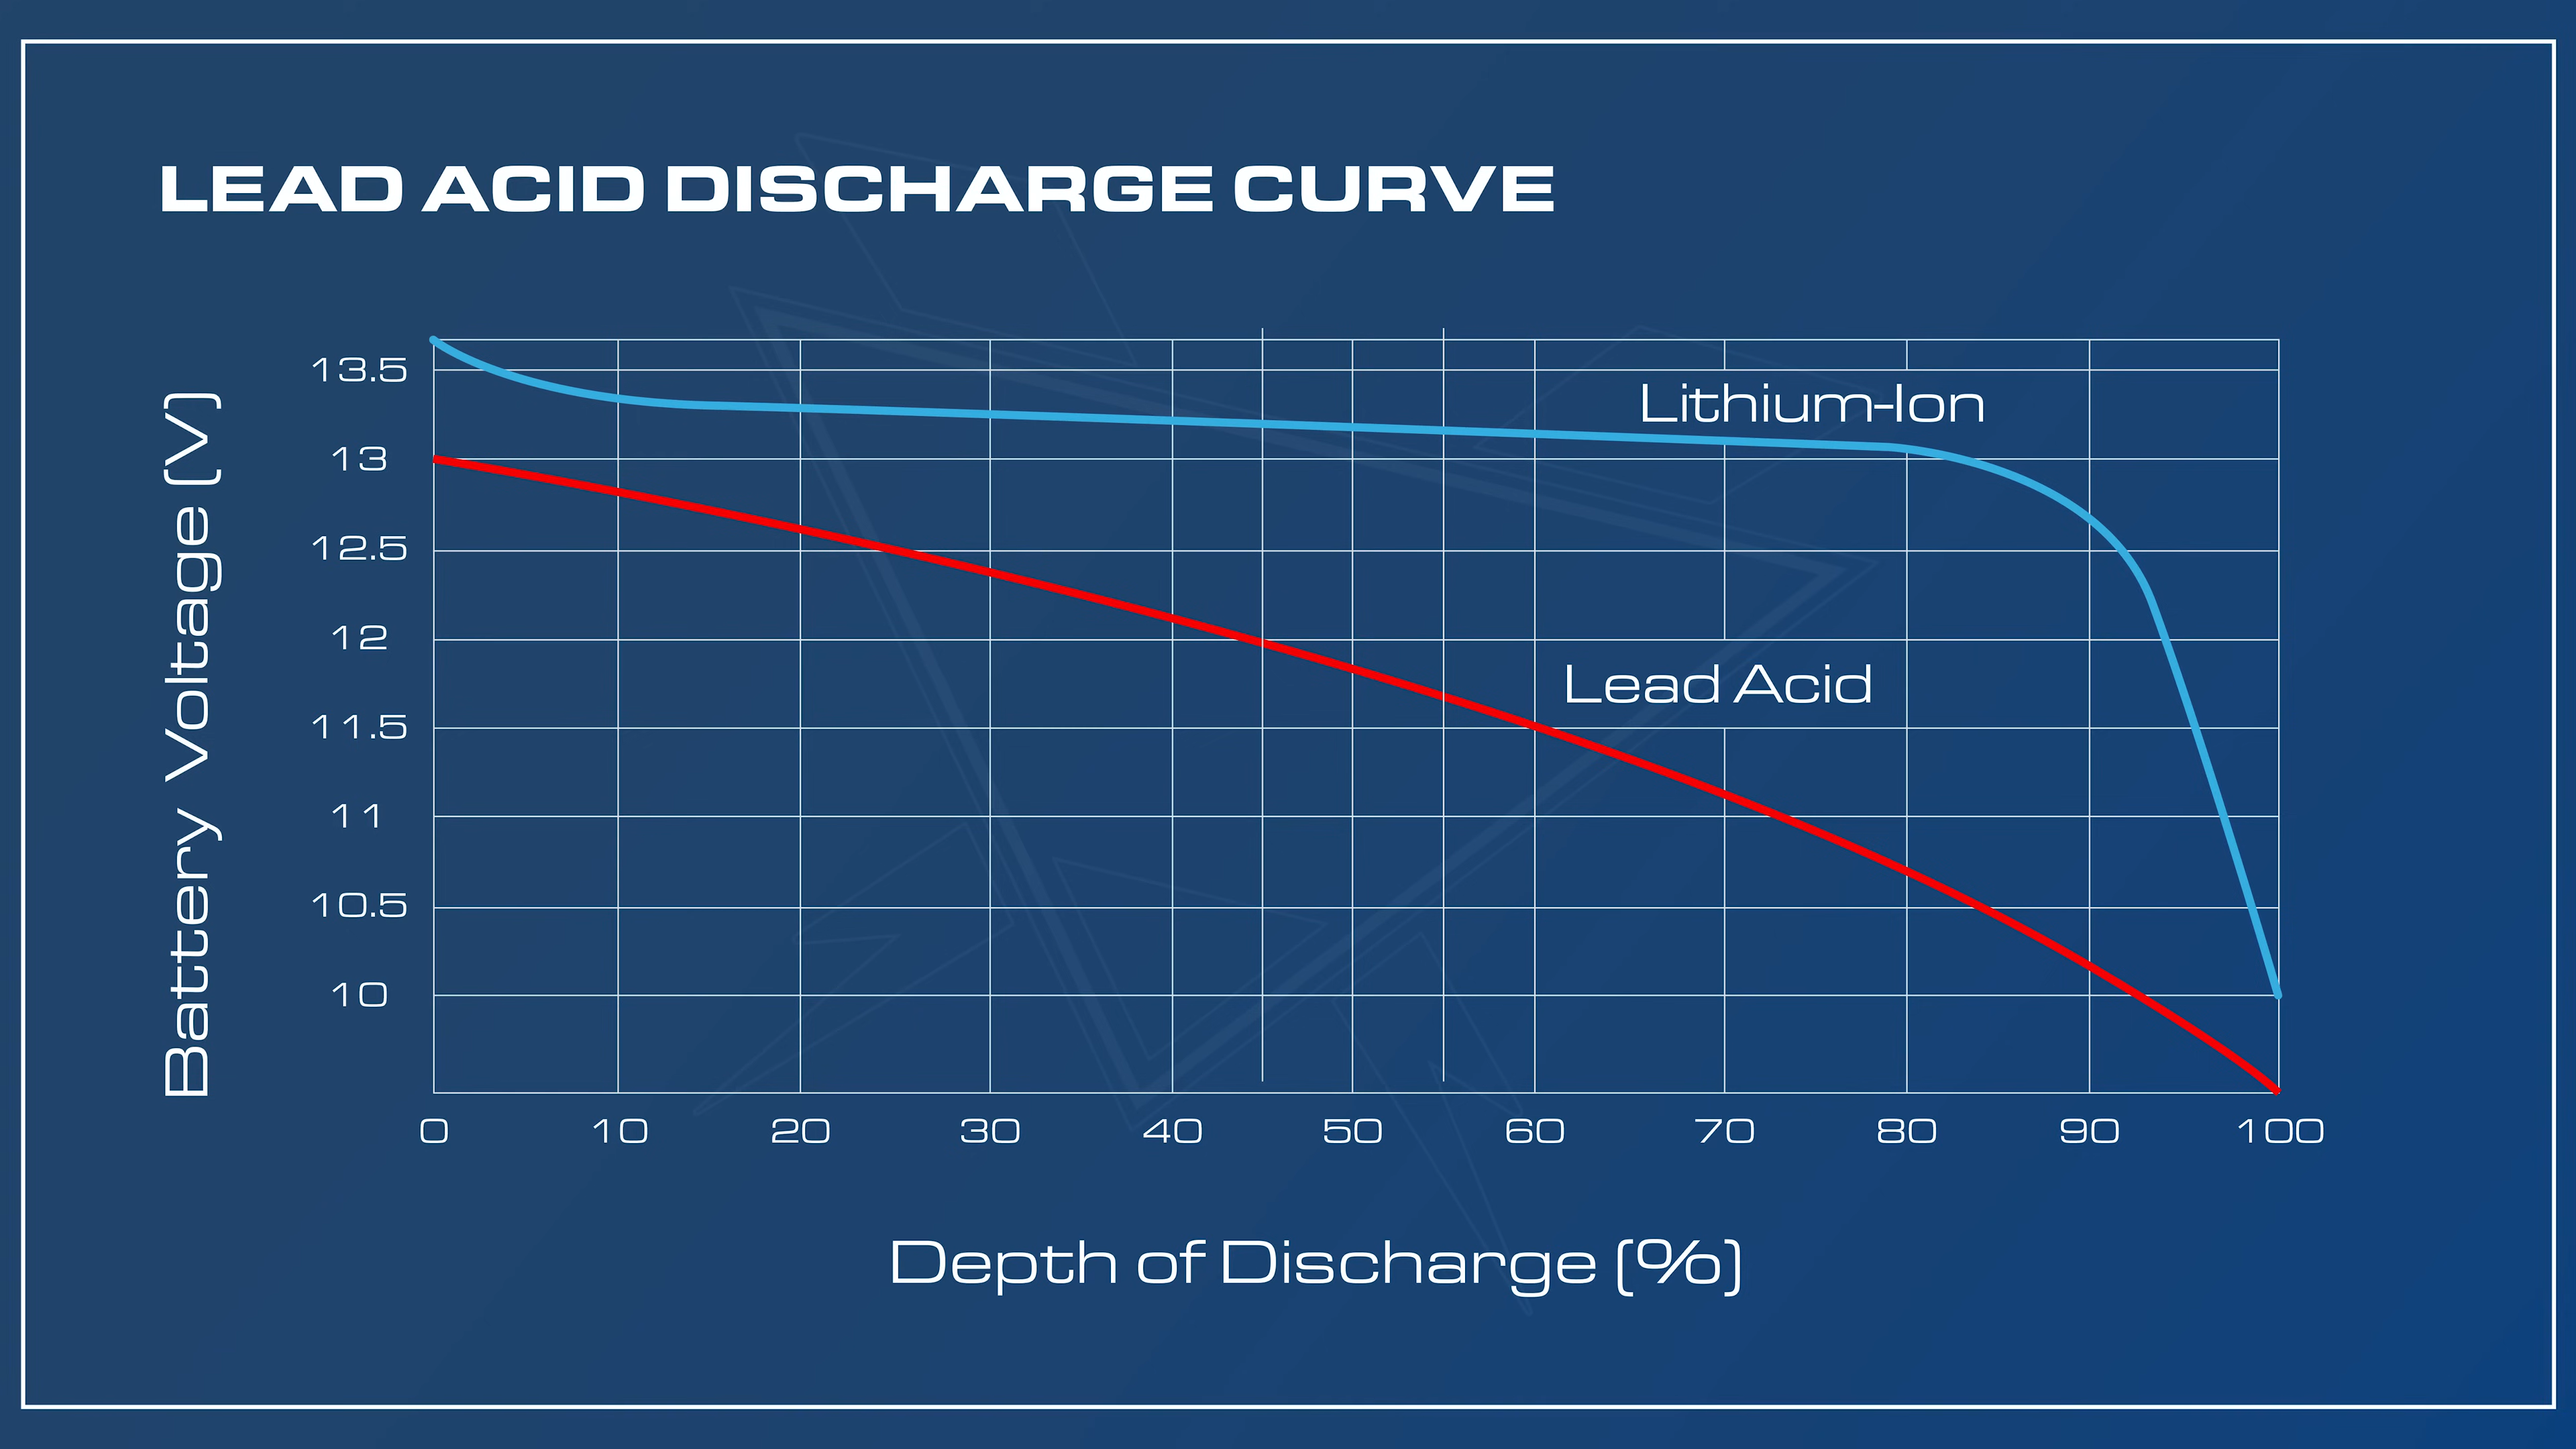 LEAD ACID DISCHARGE CURVE
Battery Voltage (V)
13.5
13
12.5
12
11.5
11
10.5
10
Lithium-Ion
Lead Acid
0 10 20 30 40 50 60 70 80 90 100
Depth of Discharge (%)